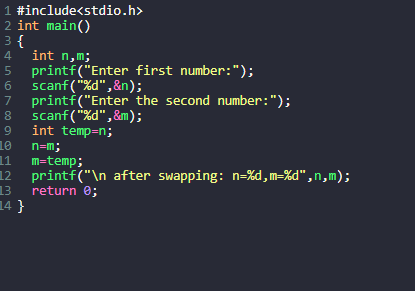 1 #include<stdio.h>
2 int main()
3 {
4 int n,m;
5 printf("Enter first number:");
6 scanf("%d",&n);
7 printf("Enter the second number:");
8 scanf("%d",&m);
9 int temp=n;
10 n=m;
11 m=temp;
12 printf("\n after swapping: n=%d,m=%d",n,m);
13 return 0;
14 }